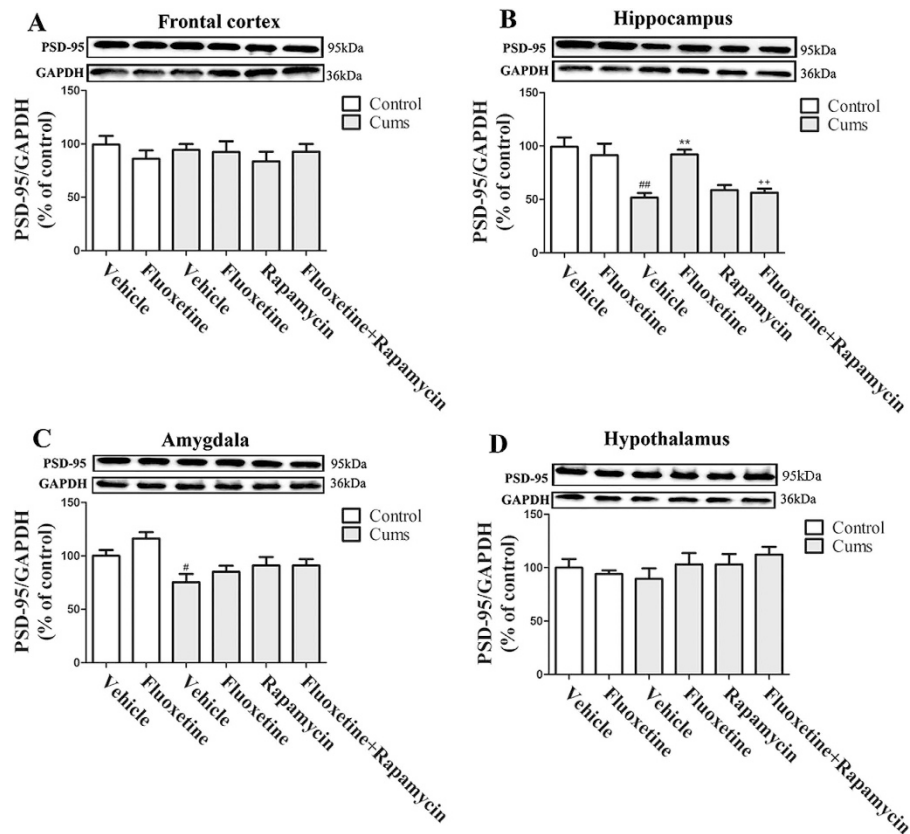 A
Frontal cortex
PSD-95
95kDa
GAPDH
36kDa
Control
Cums
PSD-95/GAPDH
(% of control)
150
100
50
0
Vehicle
Fluoxetine
Vehicle
Fluoxetine
Rapamycin
Fluoxetine+Rapamycin
B
Hippocampus
PSD-95
95kDa
GAPDH
36kDa
Control
Cums
PSD-95/GAPDH
(% of control)
150
100
50
0
##
**
++
Vehicle
Fluoxetine
Vehicle
Fluoxetine
Rapamycin
Fluoxetine+Rapamycin
C
Amygdala
PSD-95
95kDa
GAPDH
36kDa
Control
Cums
PSD-95/GAPDH
(% of control)
150
100
50
0
#
Vehicle
Fluoxetine
Vehicle
Fluoxetine
Rapamycin
Fluoxetine+Rapamycin
D
Hypothalamus
PSD-95
95kDa
GAPDH
36kDa
Control
Cums
PSD-95/GAPDH
(% of control)
150
100
50
0
Vehicle
Fluoxetine
Vehicle
Fluoxetine
Rapamycin
Fluoxetine+Rapamycin